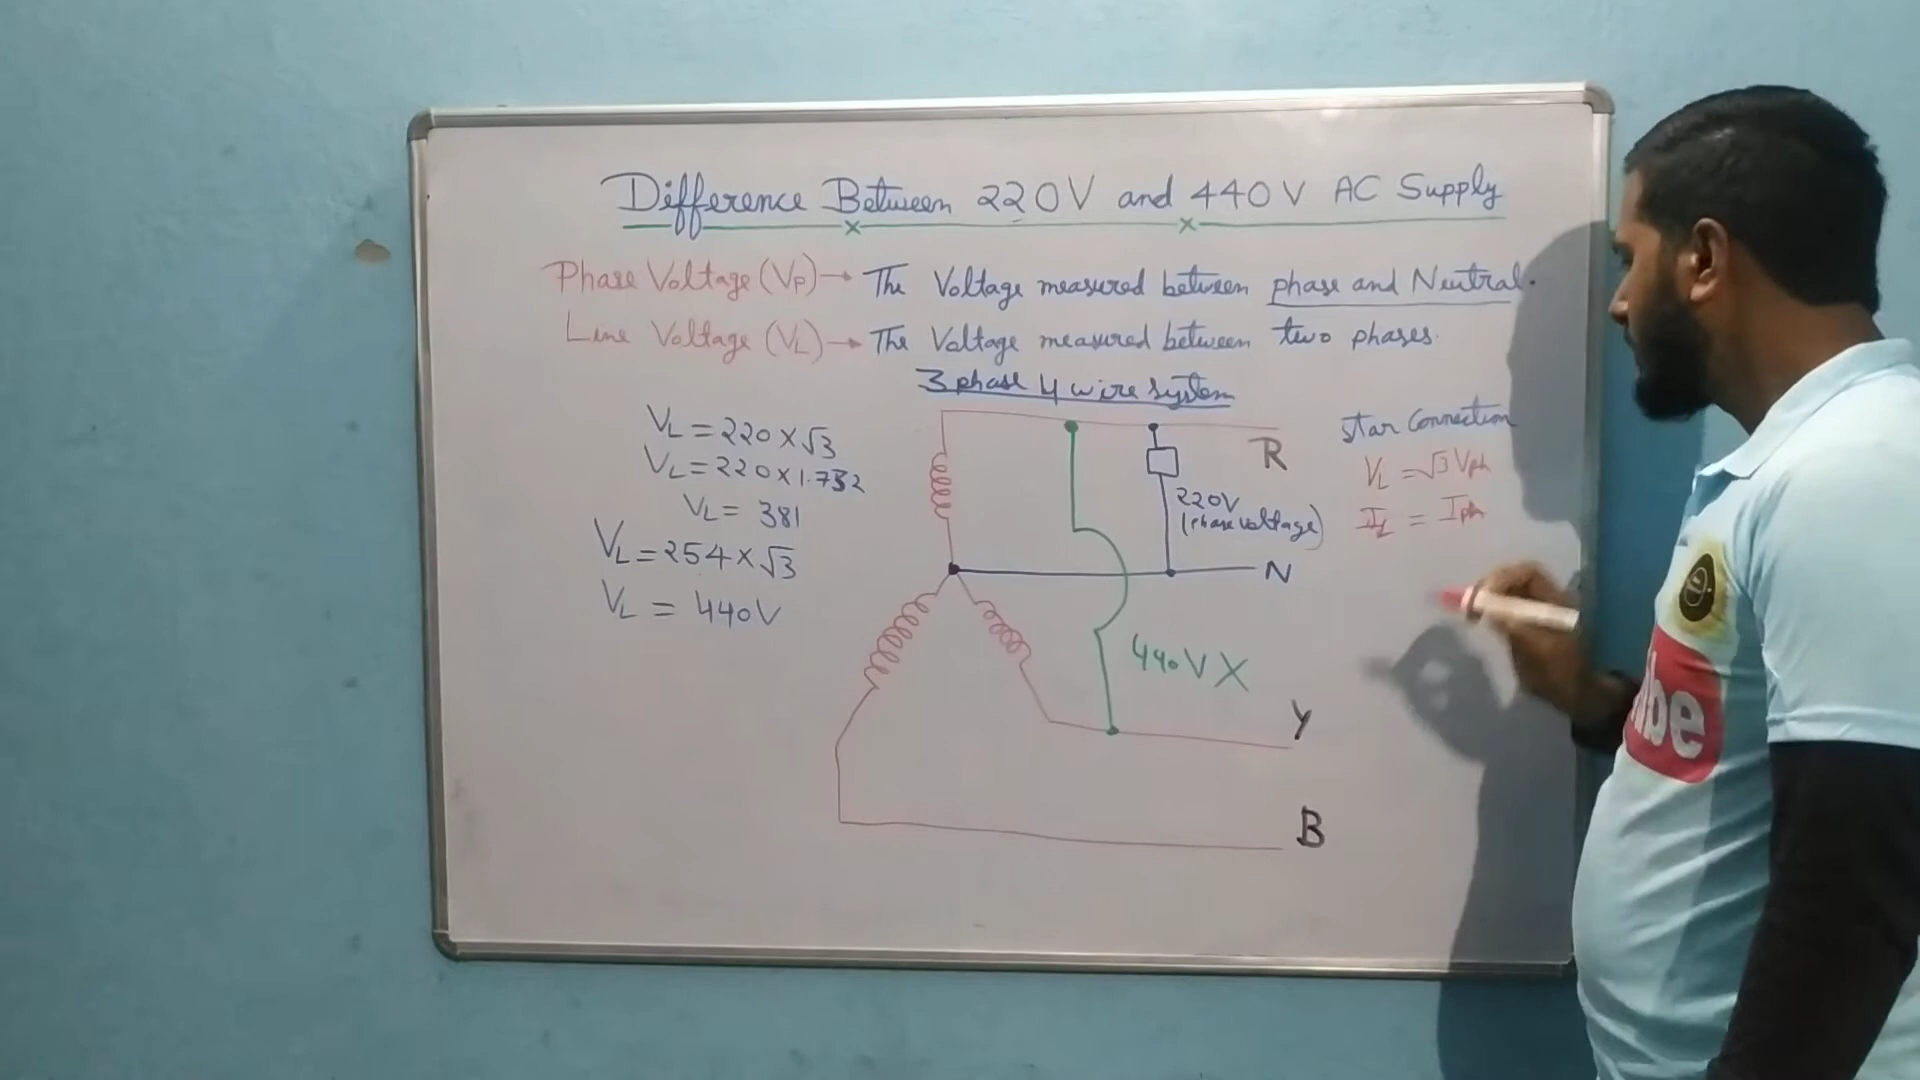 Difference Between 220V and 440V AC Supply
Phase Voltage (Vp) → The Voltage measured between phase and Neutral.
Line Voltage (VL) → The Voltage measured between two phases.
3 phase 4 wire system
VL = 220 × √3
VL = 220 × 1.732
VL = 381
VL = 254 × √3
VL = 440V
R
220V
(Phase voltage)
N
440V X
Y
B
Star Connection
VL = √3 Vph
IL = Iph
be